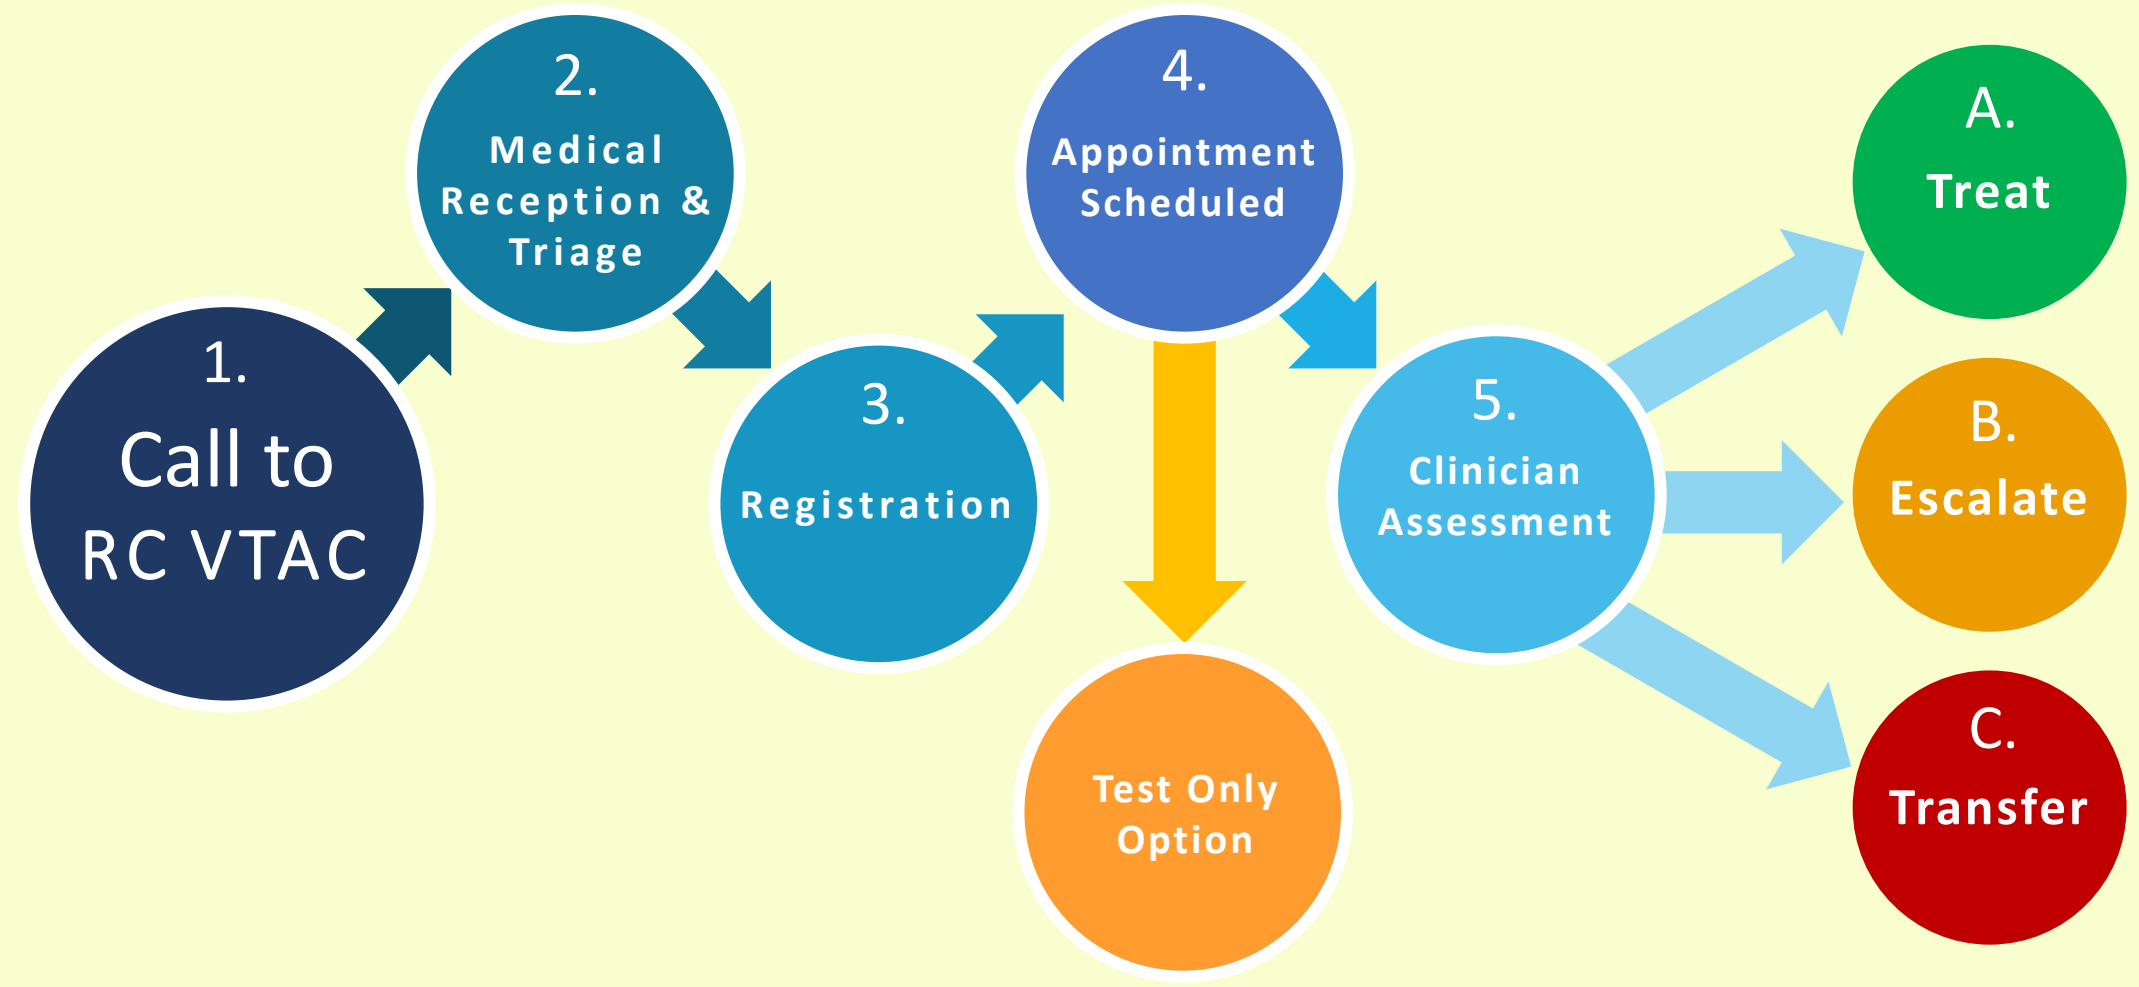 1.
Call to
RC VTAC
2.
Medical
Reception &
Triage
3.
Registration
4.
Appointment
Scheduled
Test Only
Option
5.
Clinician
Assessment
A.
Treat
B.
Escalate
C.
Transfer